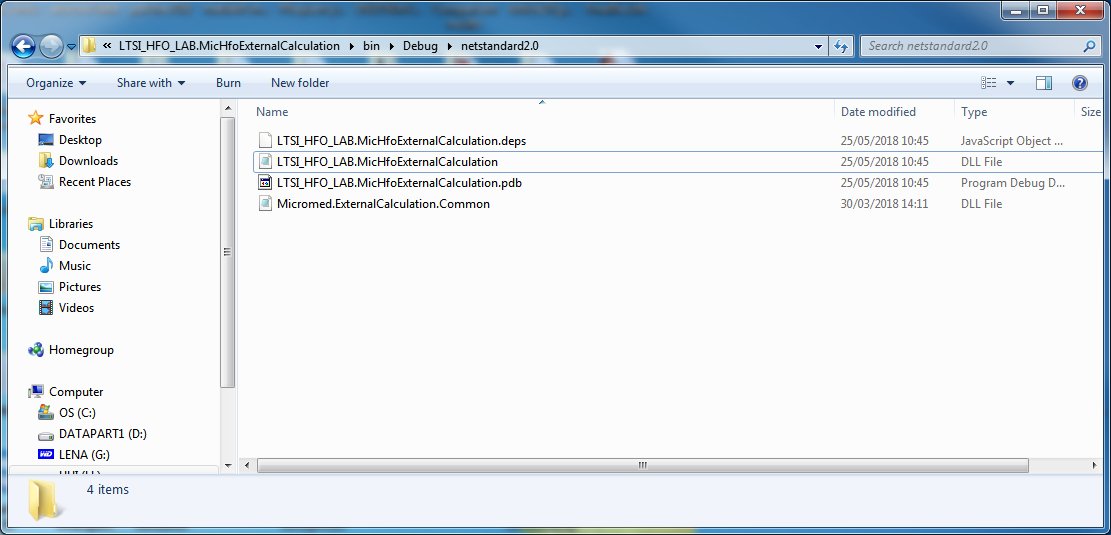 « LTSI_HFO_LAB.MicHfoExternalCalculation ▸ bin ▸ Debug ▸ netstandard2.0
Search netstandard2.0
Organize Share with Burn New folder
Name Date modified Type Size
Favorites
Desktop
Downloads
Recent Places
Libraries
Documents
Music
Pictures
Videos
Homegroup
Computer
OS (C:)
DATAPART1 (D:)
WD LENA (G:)
LTSI_HFO_LAB.MicHfoExternalCalculation.deps 25/05/2018 10:45 JavaScript Object ...
LTSI_HFO_LAB.MicHfoExternalCalculation 25/05/2018 10:45 DLL File
LTSI_HFO_LAB.MicHfoExternalCalculation.pdb 25/05/2018 10:45 Program Debug D...
Micromed.ExternalCalculation.Common 30/03/2018 14:11 DLL File
4 items